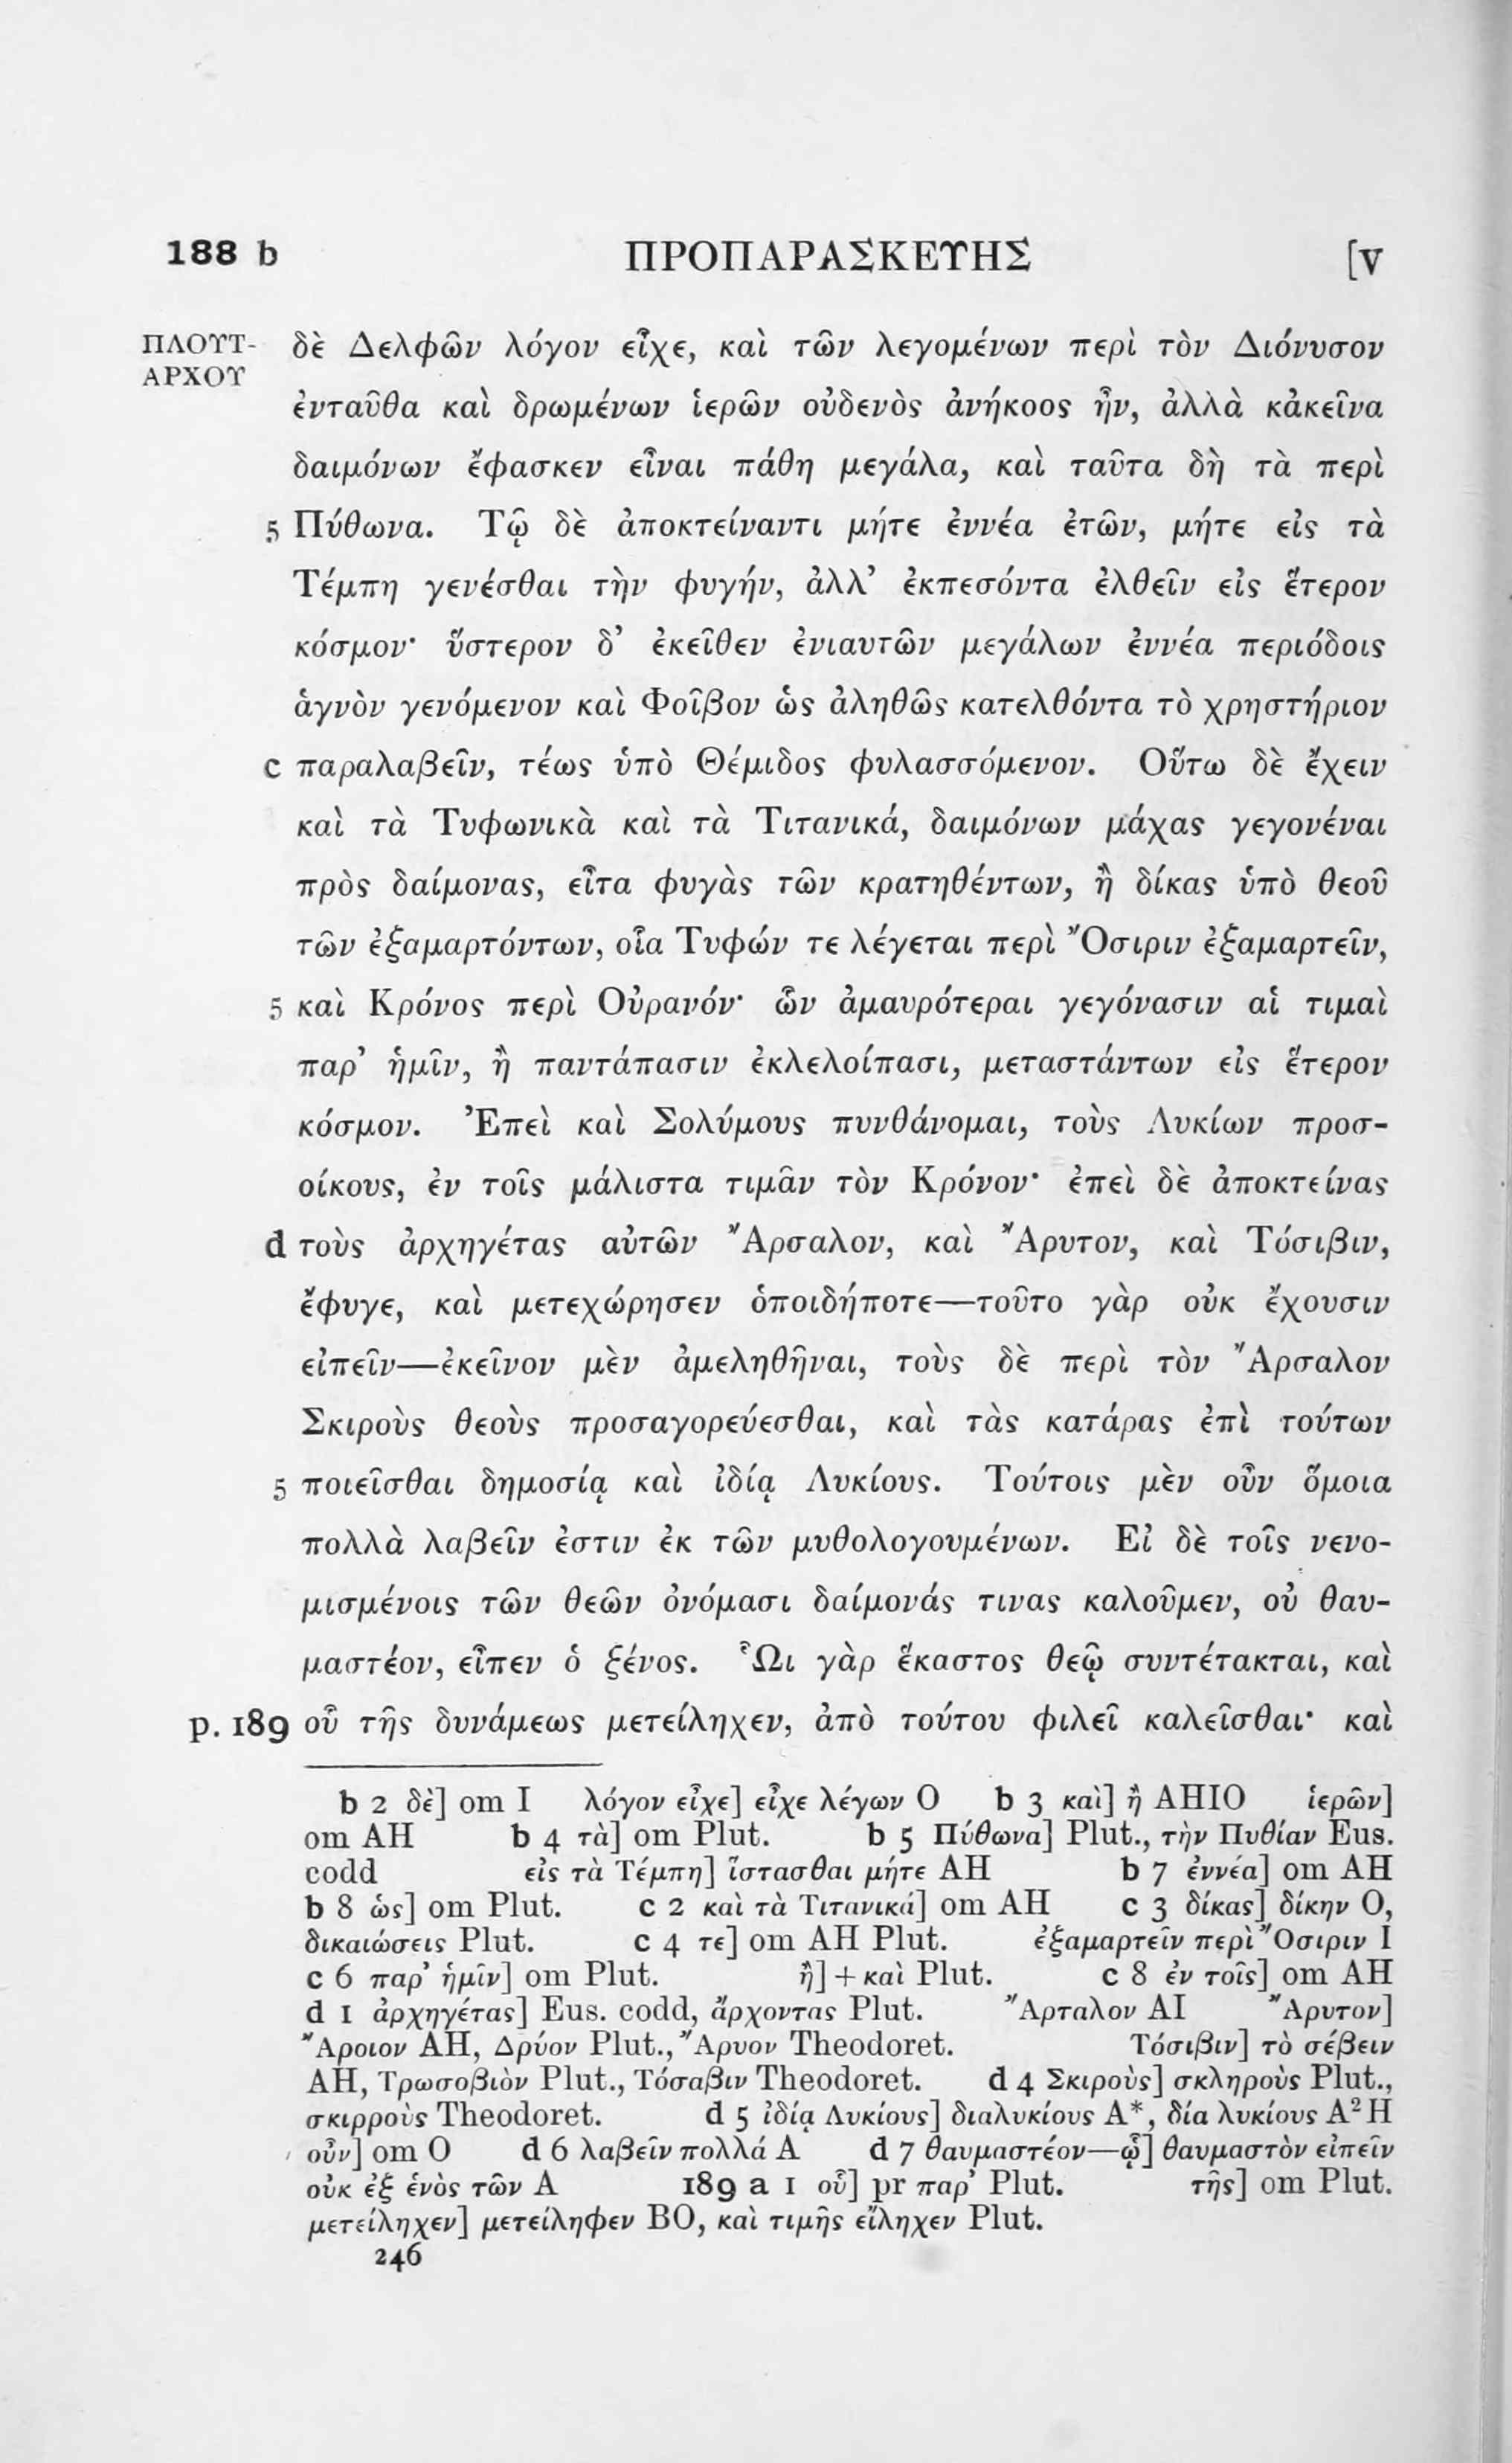 188 b ΠΡΟΠΑΡΑΣΚΕΥΗΣ [V
ΠΛΟΥΤ- δὲ Δελφῶν λόγον εἶχε, καὶ τῶν λεγομένων περὶ τὸν Διόνυσον
ΑΡΧΟΥ
ἐνταῦθα καὶ δρωμένων ἱερῶν οὐδενὸς ἀνήκοος ἦν, ἀλλὰ κἀκεῖνα
δαιμόνων ἔφασκεν εἶναι πάθη μεγάλα, καὶ ταῦτα δὴ τὰ περὶ
5 Πύθωνα. Τῷ δὲ ἀποκτείναντι μήτε ἐννέα ἐτῶν, μήτε εἰς τὰ
Τέμπη γενέσθαι τὴν φυγήν, ἀλλ’ ἐκπεσόντα ἐλθεῖν εἰς ἕτερον
κόσμον· ὕστερον δ’ ἐκεῖθεν ἐνιαυτῶν μεγάλων ἐννέα περιόδοις
ἁγνὸν γενόμενον καὶ Φοῖβον ὡς ἀληθῶς κατελθόντα τὸ χρηστήριον
c παραλαβεῖν, τέως ὑπὸ Θέμιδος φυλασσόμενον. Οὕτω δὲ ἔχειν
καὶ τὰ Τυφωνικὰ καὶ τὰ Τιτανικά, δαιμόνων μάχας γεγονέναι
πρὸς δαίμονας, εἶτα φυγὰς τῶν κρατηθέντων, ἢ δίκας ὑπὸ θεοῦ
τῶν ἐξαμαρτόντων, οἷα Τυφών τε λέγεται περὶ Ὄσιριν ἐξαμαρτεῖν,
5 καὶ Κρόνος περὶ Οὐρανόν· ὧν ἀμαυρότεραι γεγόνασιν αἱ τιμαὶ
παρ’ ἡμῖν, ἢ παντάπασιν ἐκλελοίπασι, μεταστάντων εἰς ἕτερον
κόσμον. Ἐπεὶ καὶ Σολύμους πυνθάνομαι, τοὺς Λυκίων προσ-
οίκους, ἐν τοῖς μάλιστα τιμᾶν τὸν Κρόνον· ἐπεὶ δὲ ἀποκτείνας
d τοὺς ἀρχηγέτας αὐτῶν Ἄρσαλον, καὶ Ἄρυτον, καὶ Τόσιβιν,
ἔφυγε, καὶ μετεχώρησεν ὁποιδήποτε—τοῦτο γὰρ οὐκ ἔχουσιν
εἰπεῖν—ἐκεῖνον μὲν ἀμεληθῆναι, τοὺς δὲ περὶ τὸν Ἄρσαλον
Σκιροὺς θεοὺς προσαγορεύεσθαι, καὶ τὰς κατάρας ἐπὶ τούτων
5 ποιεῖσθαι δημοσίᾳ καὶ ἰδίᾳ Λυκίους. Τούτοις μὲν οὖν ὅμοια
πολλὰ λαβεῖν ἐστιν ἐκ τῶν μυθολογουμένων. Εἰ δὲ τοῖς νενο-
μισμένοις τῶν θεῶν ὀνόμασι δαίμονάς τινας καλοῦμεν, οὐ θαυ-
μαστέον, εἶπεν ὁ ξένος. Ὧι γὰρ ἕκαστος θεῷ συντέτακται, καὶ
p. 189 οὗ τῆς δυνάμεως μετείληχεν, ἀπὸ τούτου φιλεῖ καλεῖσθαι· καὶ
b 2 δὲ] om I λόγον εἶχε] εἶχε λέγων O b 3 καὶ] ἢ AHIO ἱερῶν]
om AH b 4 τὰ] om Plut. b 5 Πύθωνα] Plut., τὴν Πυθίαν Eus.
codd εἰς τὰ Τέμπη] ἵστασθαι μήτε AH b 7 ἐννέα] om AH
b 8 ὡς] om Plut. c 2 καὶ τὰ Τιτανικά] om AH c 3 δίκας] δίκην O,
δικαιώσεις Plut. c 4 τε] om AH Plut. ἐξαμαρτεῖν περὶ Ὄσιριν I
c 6 παρ’ ἡμῖν] om Plut. ἢ] + καὶ Plut. c 8 ἐν τοῖς] om AH
d 1 ἀρχηγέτας] Eus. codd, ἄρχοντας Plut. Ἄρταλον AI Ἄρυτον]
Ἄροιον AH, Δρύον Plut., Ἄρυον Theodoret. Τόσιβιν] τὸ σέβειν
AH, Τρωσοβιὸν Plut., Τόσαβιν Theodoret. d 4 Σκιροὺς] σκληροὺς Plut.,
σκιρροὺς Theodoret. d 5 ἰδίᾳ Λυκίους] διαλυκίους A*, δία λυκίους A²H
οὖν] om O d 6 λαβεῖν πολλά A d 7 θαυμαστέον—ᾧ] θαυμαστὸν εἰπεῖν
οὐκ ἐξ ἑνὸς τῶν A 189 a 1 οὗ] pr παρ’ Plut. τῆς] om Plut.
μετείληχεν] μετείληφεν BO, καὶ τιμῆς εἴληχεν Plut.
246